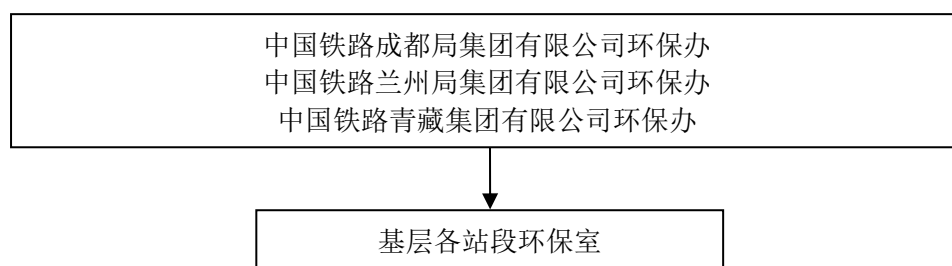 中国铁路成都局集团有限公司环保办
中国铁路兰州局集团有限公司环保办
中国铁路青藏集团有限公司环保办
基层各站段环保室